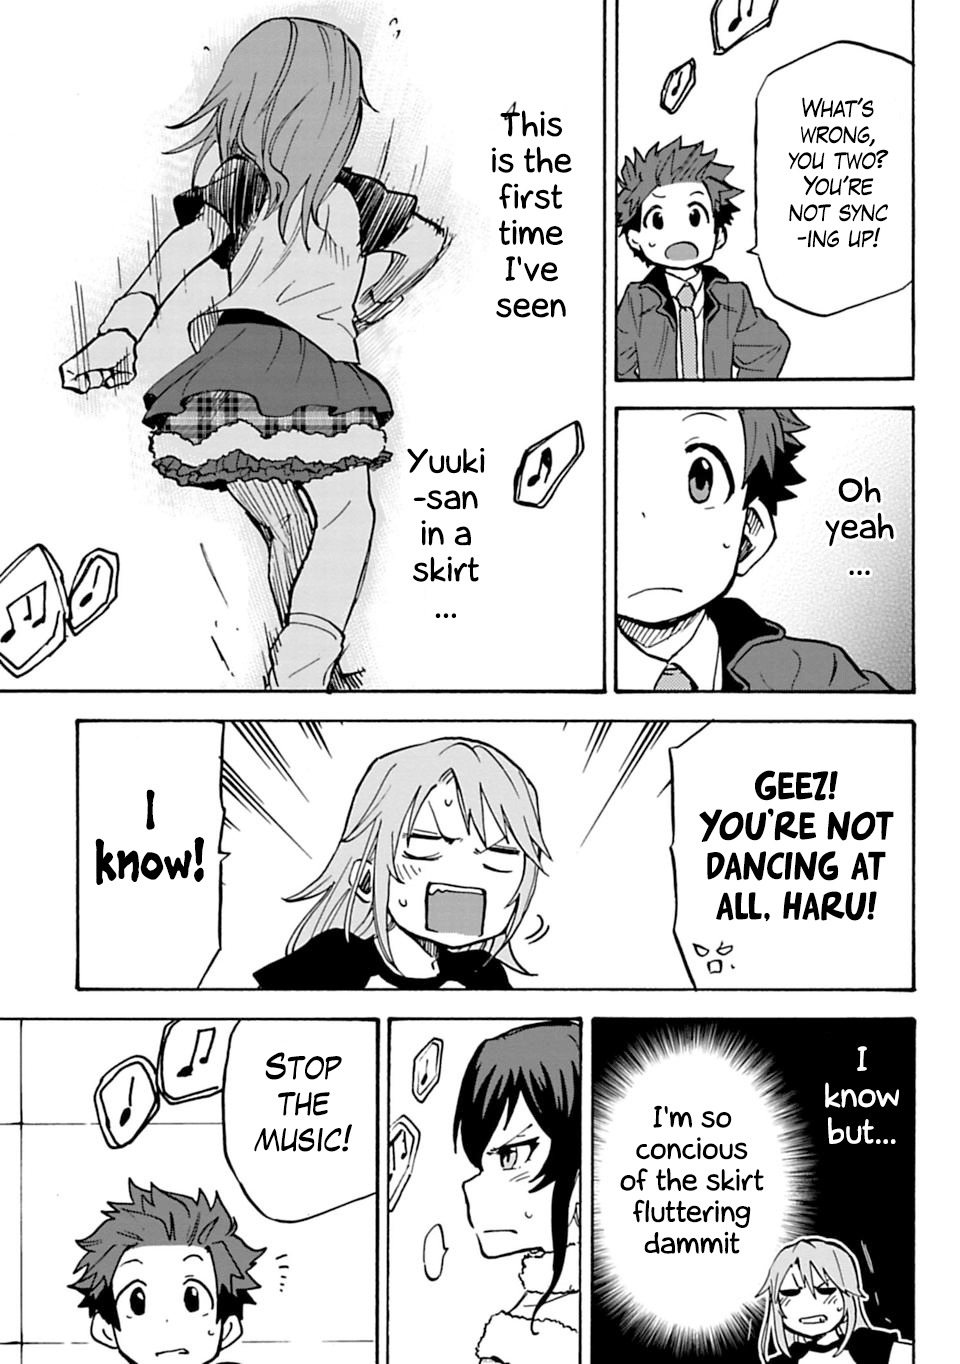 WHAT'S
WRONG,
YOU TWO?
YOU'RE
NOT SYNC
-ING UP!
Oh
yeah
...
This
is the
first
time
I've
seen
Yuuki
-san
in a
skirt
...
GEEZ!
YOU'RE NOT
DANCING AT
ALL, HARU!
I
know!
I
know
but...
I'm so
concious
of the skirt
fluttering
dammit
STOP
THE
MUSIC!